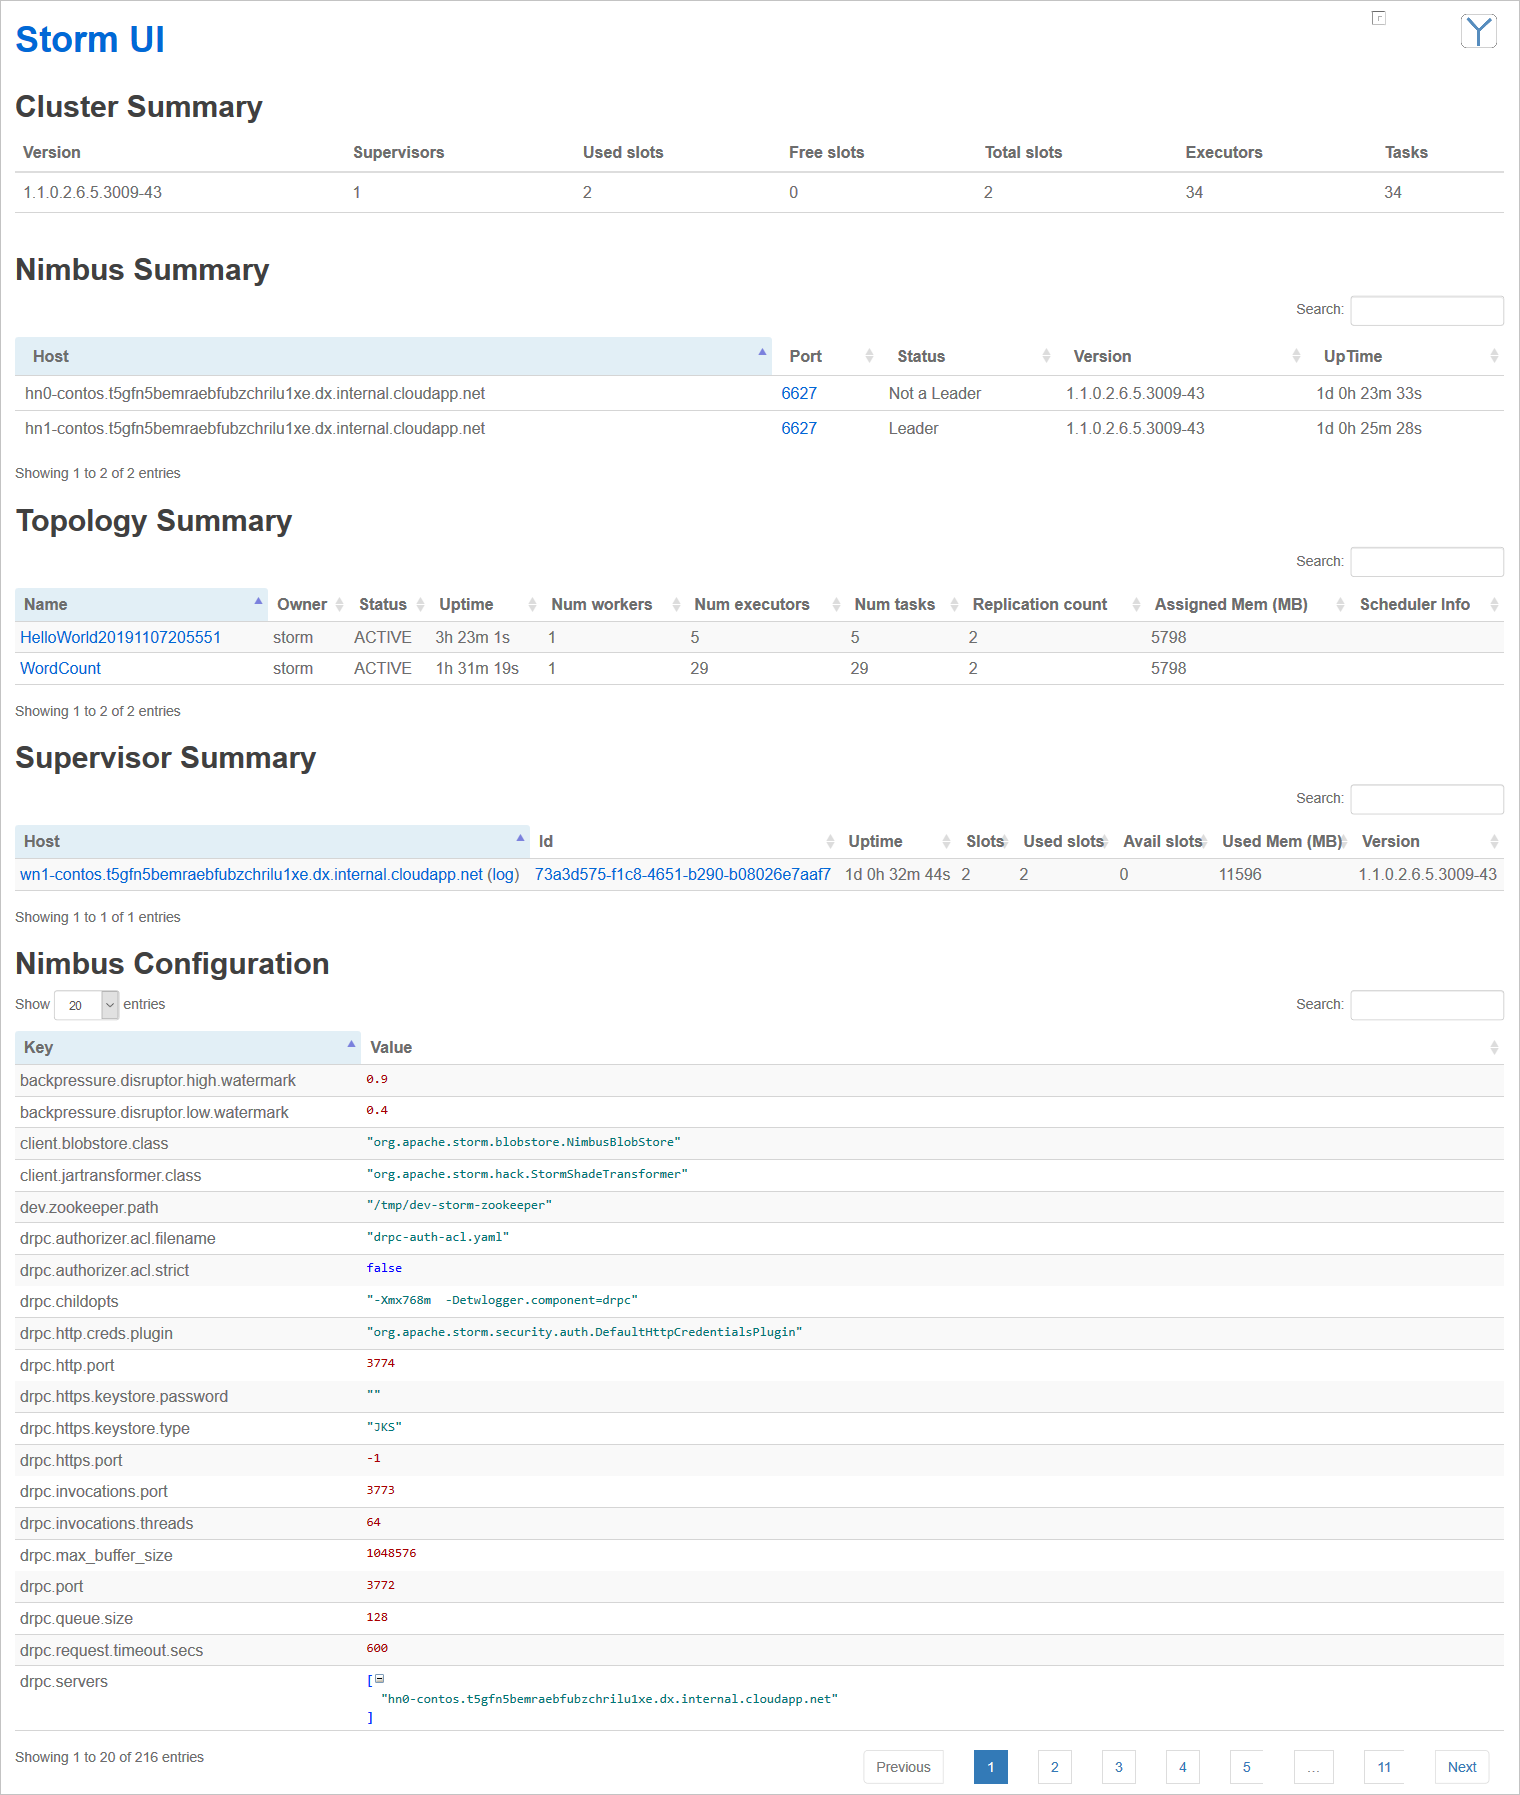 Storm UI
Cluster Summary
Version Supervisors Used slots Free slots Total slots Executors Tasks
1.1.0.2.6.5.3009-43 1 2 0 2 34 34
Nimbus Summary
Search:
Host Port Status Version UpTime
hn0-contos.t5gfn5bemraebfubzchrilu1xe.dx.internal.cloudapp.net 6627 Not a Leader 1.1.0.2.6.5.3009-43 1d 0h 23m 33s
hn1-contos.t5gfn5bemraebfubzchrilu1xe.dx.internal.cloudapp.net 6627 Leader 1.1.0.2.6.5.3009-43 1d 0h 25m 28s
Showing 1 to 2 of 2 entries
Topology Summary
Search:
Name Owner Status Uptime Num workers Num executors Num tasks Replication count Assigned Mem (MB) Scheduler Info
HelloWorld20191107205551 storm ACTIVE 3h 23m 1s 1 5 5 2 5798
WordCount storm ACTIVE 1h 31m 19s 1 29 29 2 5798
Showing 1 to 2 of 2 entries
Supervisor Summary
Search:
Host Id Uptime Slots Used slots Avail slots Used Mem (MB) Version
wn1-contos.t5gfn5bemraebfubzchrilu1xe.dx.internal.cloudapp.net (log) 73a3d575-f1c8-4651-b290-b08026e7aaf7 1d 0h 32m 44s 2 2 0 11596 1.1.0.2.6.5.3009-43
Showing 1 to 1 of 1 entries
Nimbus Configuration
Show 20 entries Search:
Key Value
backpressure.disruptor.high.watermark 0.9
backpressure.disruptor.low.watermark 0.4
client.blobstore.class "org.apache.storm.blobstore.NimbusBlobStore"
client.jartransformer.class "org.apache.storm.hack.StormShadeTransformer"
dev.zookeeper.path "/tmp/dev-storm-zookeeper"
drpc.authorizer.acl.filename "drpc-auth-acl.yaml"
drpc.authorizer.acl.strict false
drpc.childopts "-Xmx768m  -Detwlogger.component=drpc"
drpc.http.creds.plugin "org.apache.storm.security.auth.DefaultHttpCredentialsPlugin"
drpc.http.port 3774
drpc.https.keystore.password ""
drpc.https.keystore.type "JKS"
drpc.https.port -1
drpc.invocations.port 3773
drpc.invocations.threads 64
drpc.max_buffer_size 1048576
drpc.port 3772
drpc.queue.size 128
drpc.request.timeout.secs 600
drpc.servers [
"hn0-contos.t5gfn5bemraebfubzchrilu1xe.dx.internal.cloudapp.net"
]
Showing 1 to 20 of 216 entries Previous 1 2 3 4 5 ... 11 Next